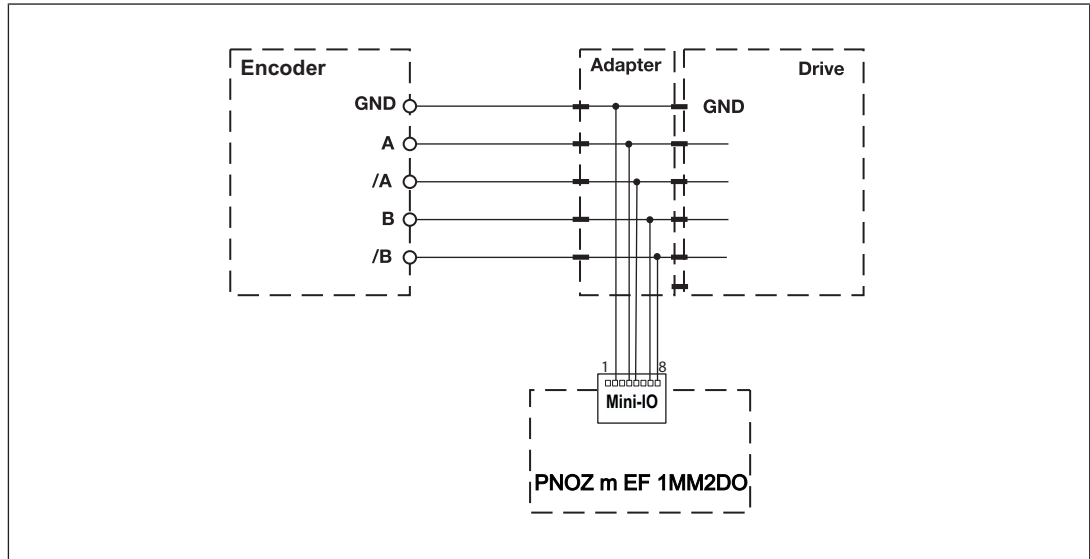 Encoder
Adapter
Drive
GND
GND
A
/A
B
/B
1
8
Mini-IO
PNOZ m EF 1MM2DO